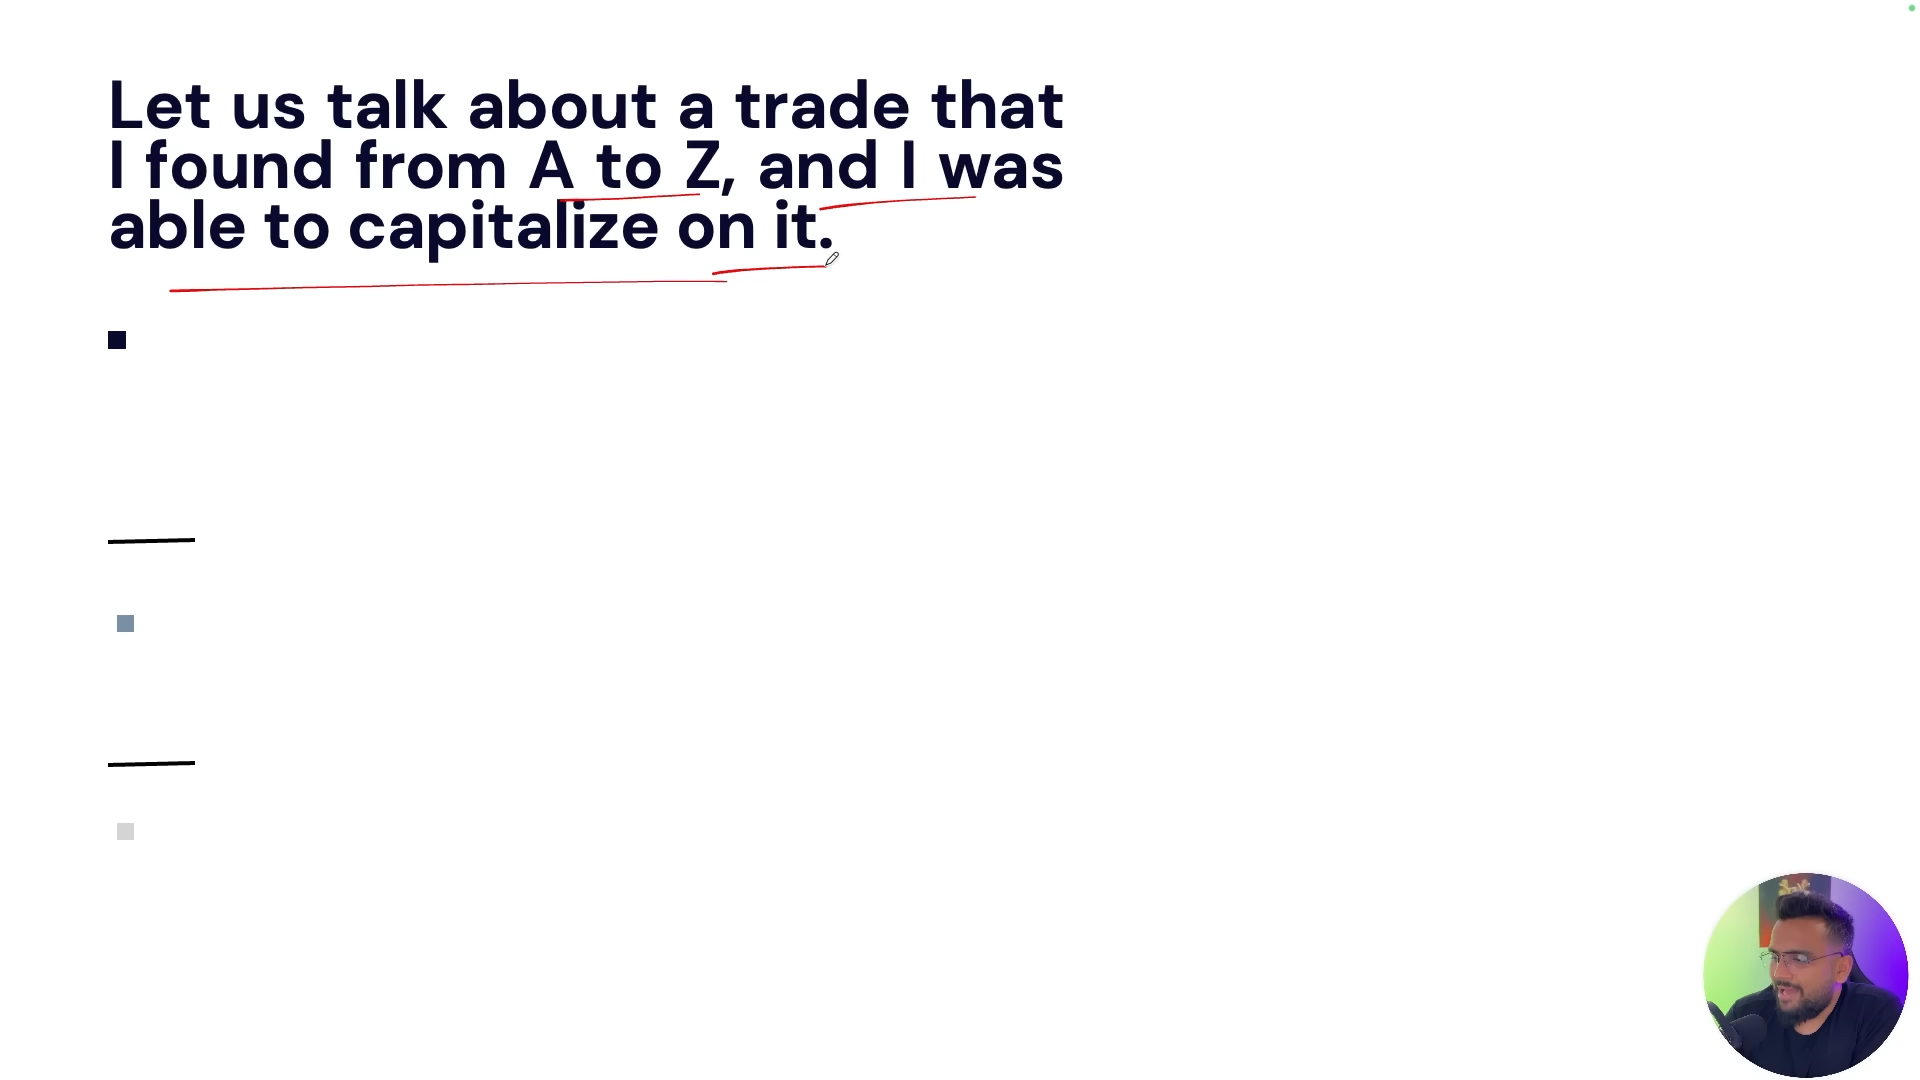 Let us talk about a trade that
I found from A to Z, and I was
able to capitalize on it.